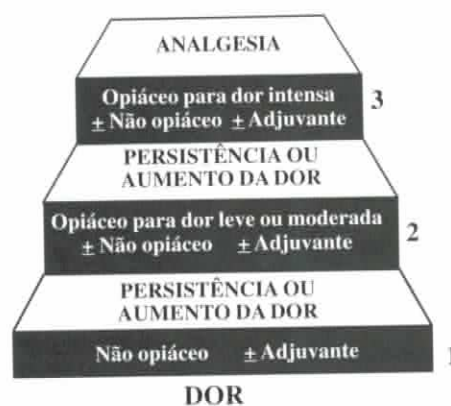 ANALGESIA
Opiáceo para dor intensa
± Não opiáceo ± Adjuvante
3
PERSISTÊNCIA OU
AUMENTO DA DOR
Opiáceo para dor leve ou moderada
± Não opiáceo ± Adjuvante
2
PERSISTÊNCIA OU
AUMENTO DA DOR
Não opiáceo ± Adjuvante
1
DOR